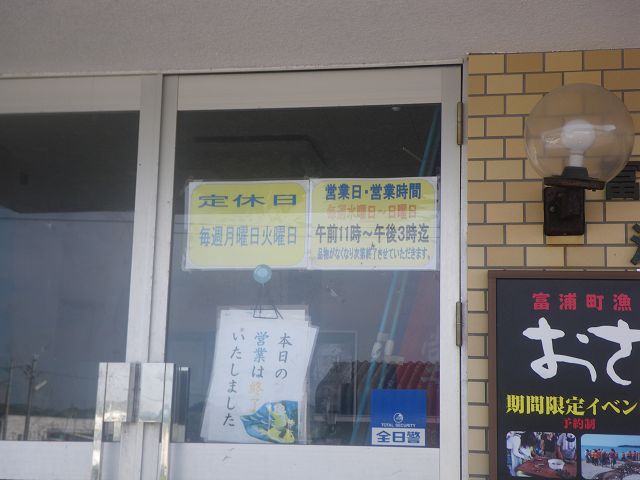 定休日
毎週月曜日火曜日
営業日・営業時間
毎週水曜日～日曜日
午前11時～午後3時迄
品物がなくなり次第終了させていただきます。
本日の
営業は終了
いたしました
TOTAL SECURITY
全日警
富浦町漁
おさ
期間限定イベン
予約制